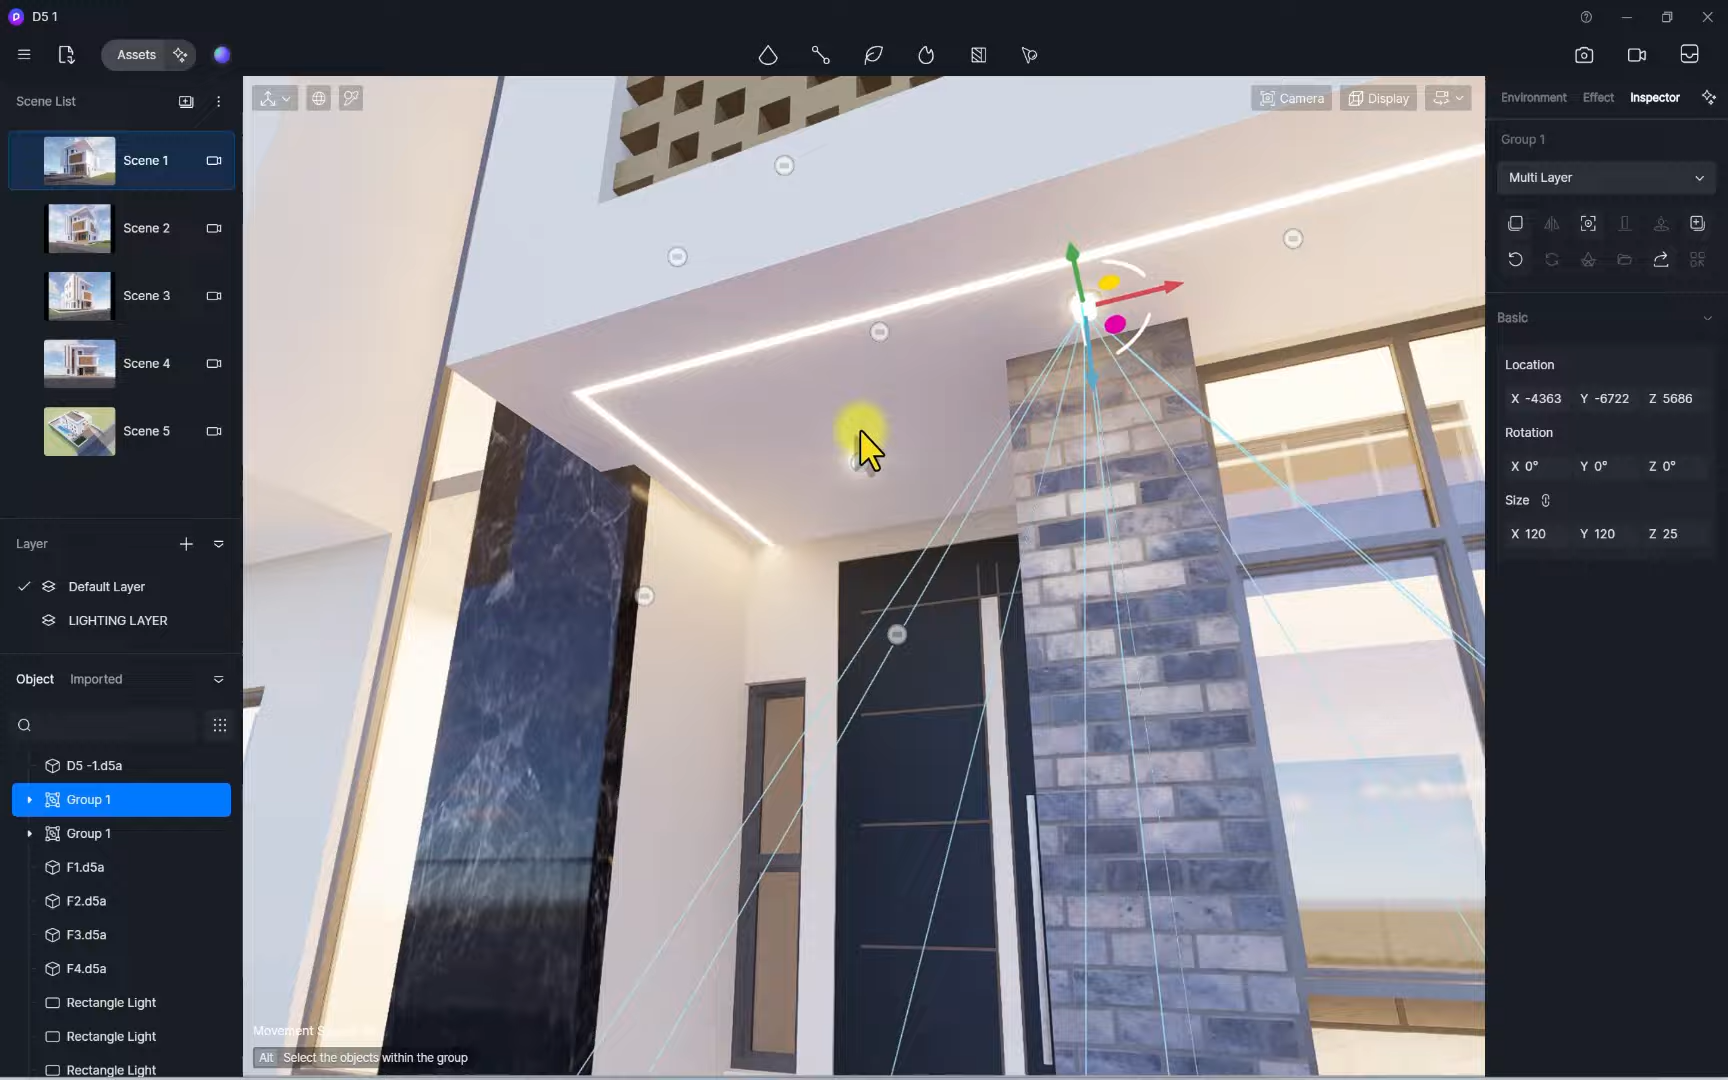 D5 1
Assets
Scene List
Scene 1
Scene 2
Scene 3
Scene 4
Scene 5
Layer
Default Layer
LIGHTING LAYER
Object Imported
D5 -1.d5a
Group 1
Group 1
F1.d5a
F2.d5a
F3.d5a
F4.d5a
Rectangle Light
Rectangle Light
Rectangle Light
Camera
Display
Movement
Alt Select the objects within the group
Environment Effect Inspector
Group 1
Multi Layer
Basic
Location
X -4363 Y -6722 Z 5686
Rotation
X 0° Y 0° Z 0°
Size
X 120 Y 120 Z 25